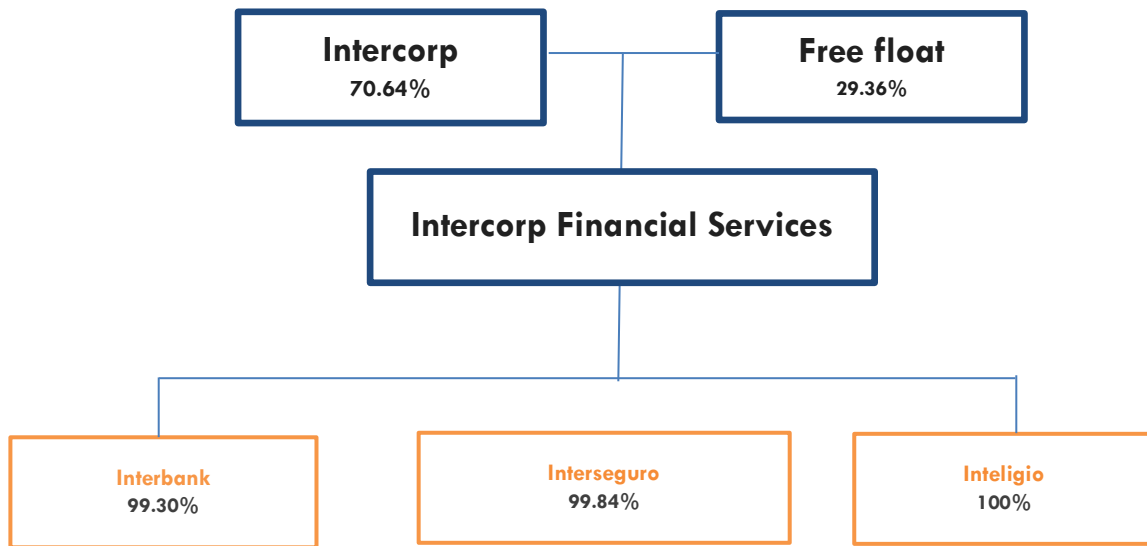 Intercorp
70.64%
Free float
29.36%
Intercorp Financial Services
Interbank
99.30%
Interseguro
99.84%
Inteligio
100%